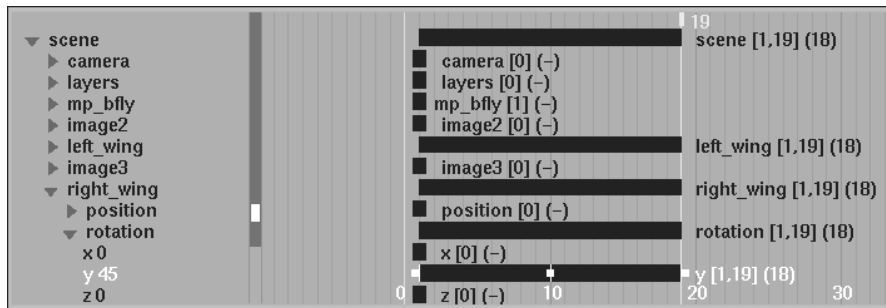 19
scene scene [1,19] (18)
camera camera [0] (–)
layers layers [0] (–)
mp_bfly mp_bfly [1] (–)
image2 image2 [0] (–)
left_wing left_wing [1,19] (18)
image3 image3 [0] (–)
right_wing right_wing [1,19] (18)
position position [0] (–)
rotation rotation [1,19] (18)
x 0 x [0] (–)
y 45 y [1,19] (18)
z 0 0 z [0] (–) 10 20 30